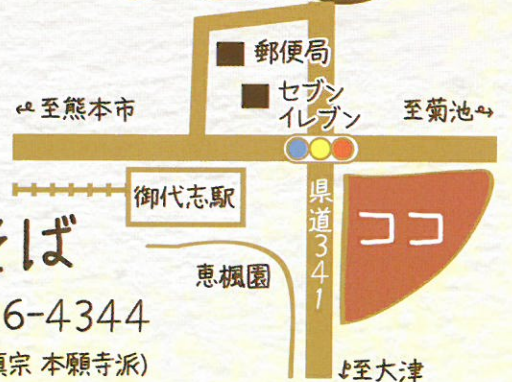 郵便局
セブン
イレブン
至熊本市
至菊池
御代志駅
県道341
ココ
そば
恵楓園
6-4344
真宗 本願寺派)
至大津